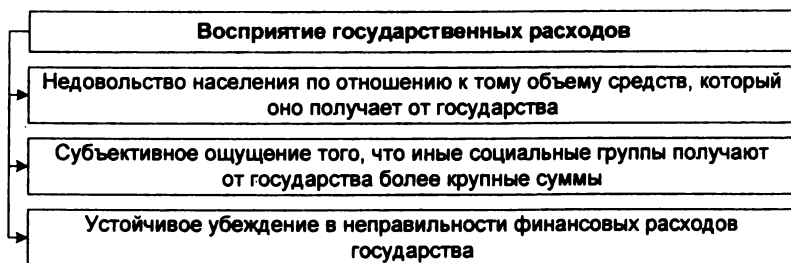 Восприятие государственных расходов
Недовольство населения по отношению к тому объему средств, который
оно получает от государства
Субъективное ощущение того, что иные социальные группы получают
от государства более крупные суммы
Устойчивое убеждение в неправильности финансовых расходов
государства